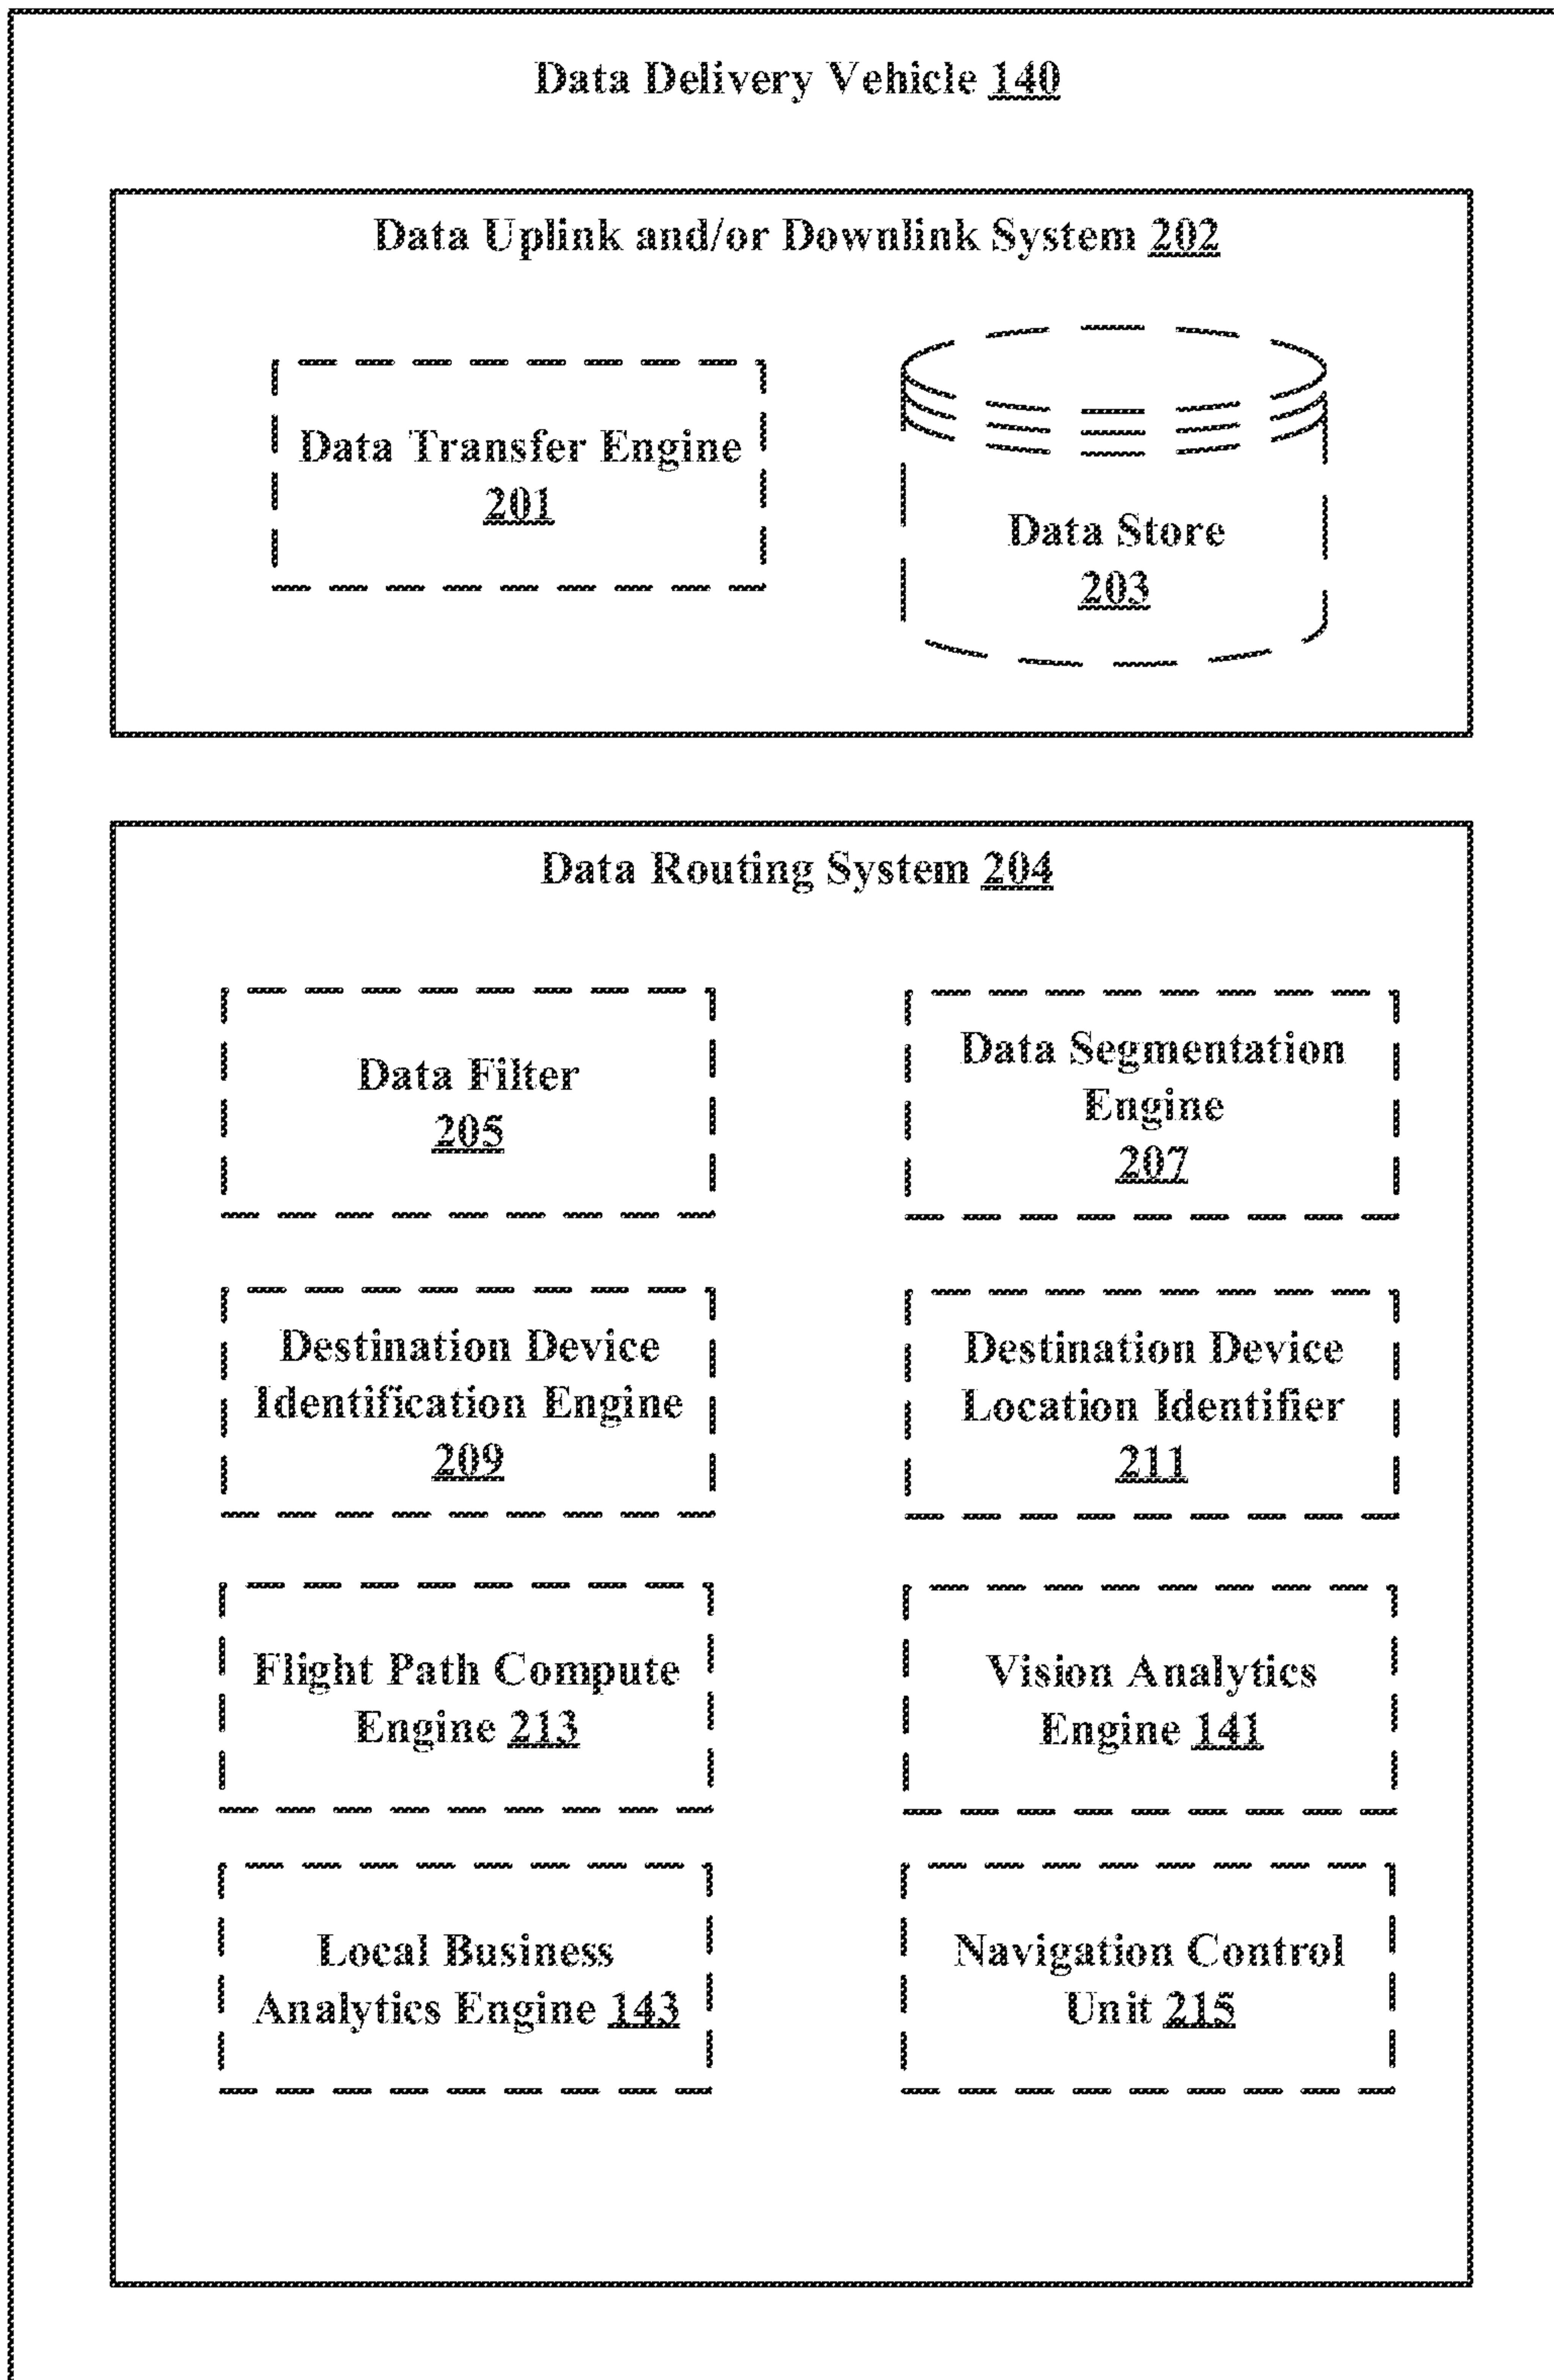 Data Delivery Vehicle 140
Data Uplink and/or Downlink System 202
Data Transfer Engine
201
Data Store
203
Data Routing System 204
Data Filter
205
Data Segmentation
Engine
207
Destination Device
Identification Engine
209
Destination Device
Location Identifier
211
Flight Path Compute
Engine 213
Vision Analytics
Engine 141
Local Business
Analytics Engine 143
Navigation Control
Unit 215